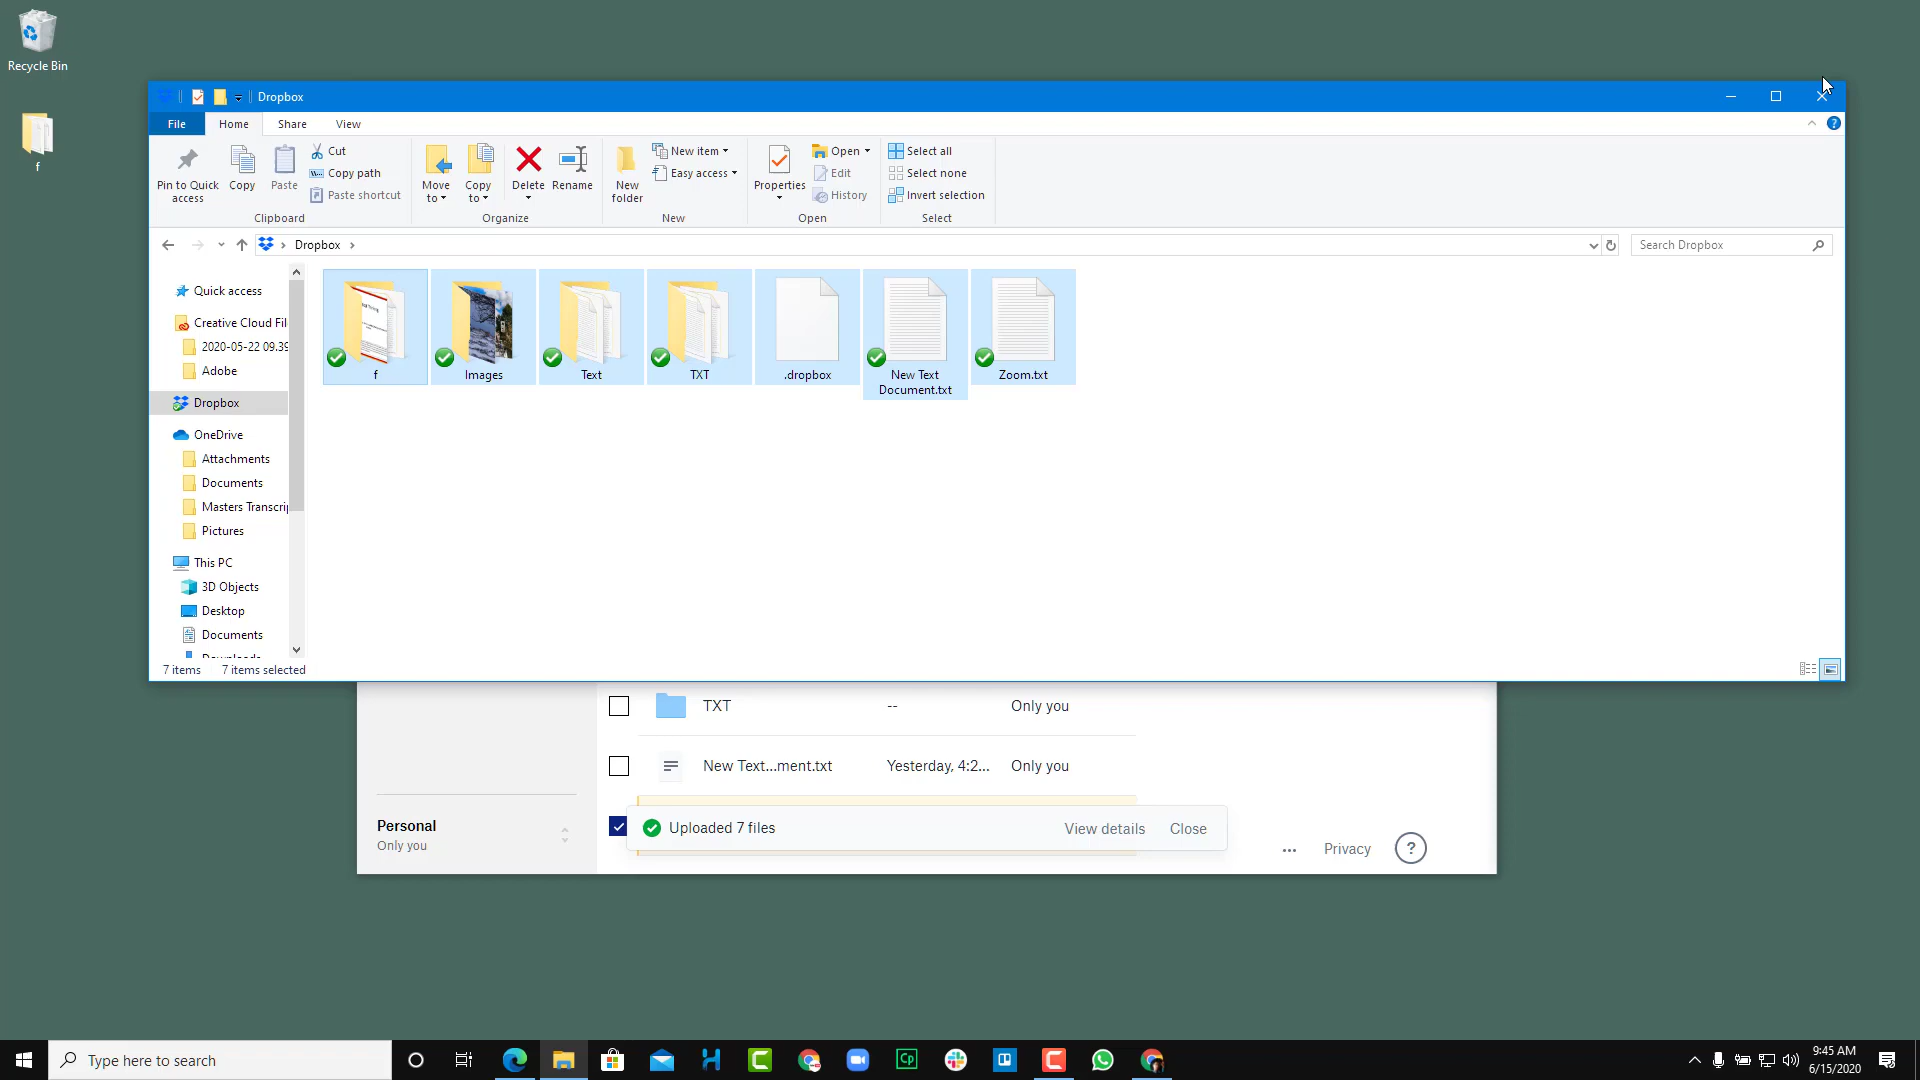 Recycle Bin
f
Dropbox
File
Home
Share
View
Pin to Quick access
Copy
Paste
Cut
Copy path
Paste shortcut
Clipboard
Move to
Copy to
Delete
Rename
Organize
New folder
New item
Easy access
New
Properties
Open
Edit
History
Open
Select all
Select none
Invert selection
Select
Dropbox
Search Dropbox
Quick access
Creative Cloud Fil
2020-05-22 09.39
Adobe
Dropbox
OneDrive
Attachments
Documents
Masters Transcrip
Pictures
This PC
3D Objects
Desktop
Documents
Downloads
f
Images
Text
TXT
.dropbox
New Text
Document.txt
Zoom.txt
7 items
7 items selected
TXT
--
Only you
New Text...ment.txt
Yesterday, 4:2...
Only you
Personal
Only you
Uploaded 7 files
View details
Close
...
Privacy
?
Type here to search
Cp
9:45 AM
6/15/2020